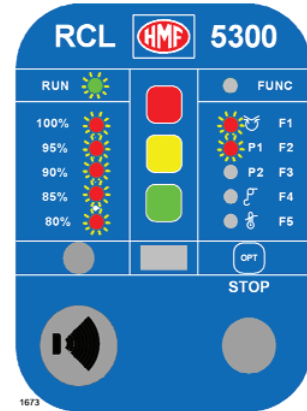 RCL HMF 5300
RUN FUNC
100% F1
95% P1 F2
90% P2 F3
85% F4
80% F5
OPT
STOP
1673